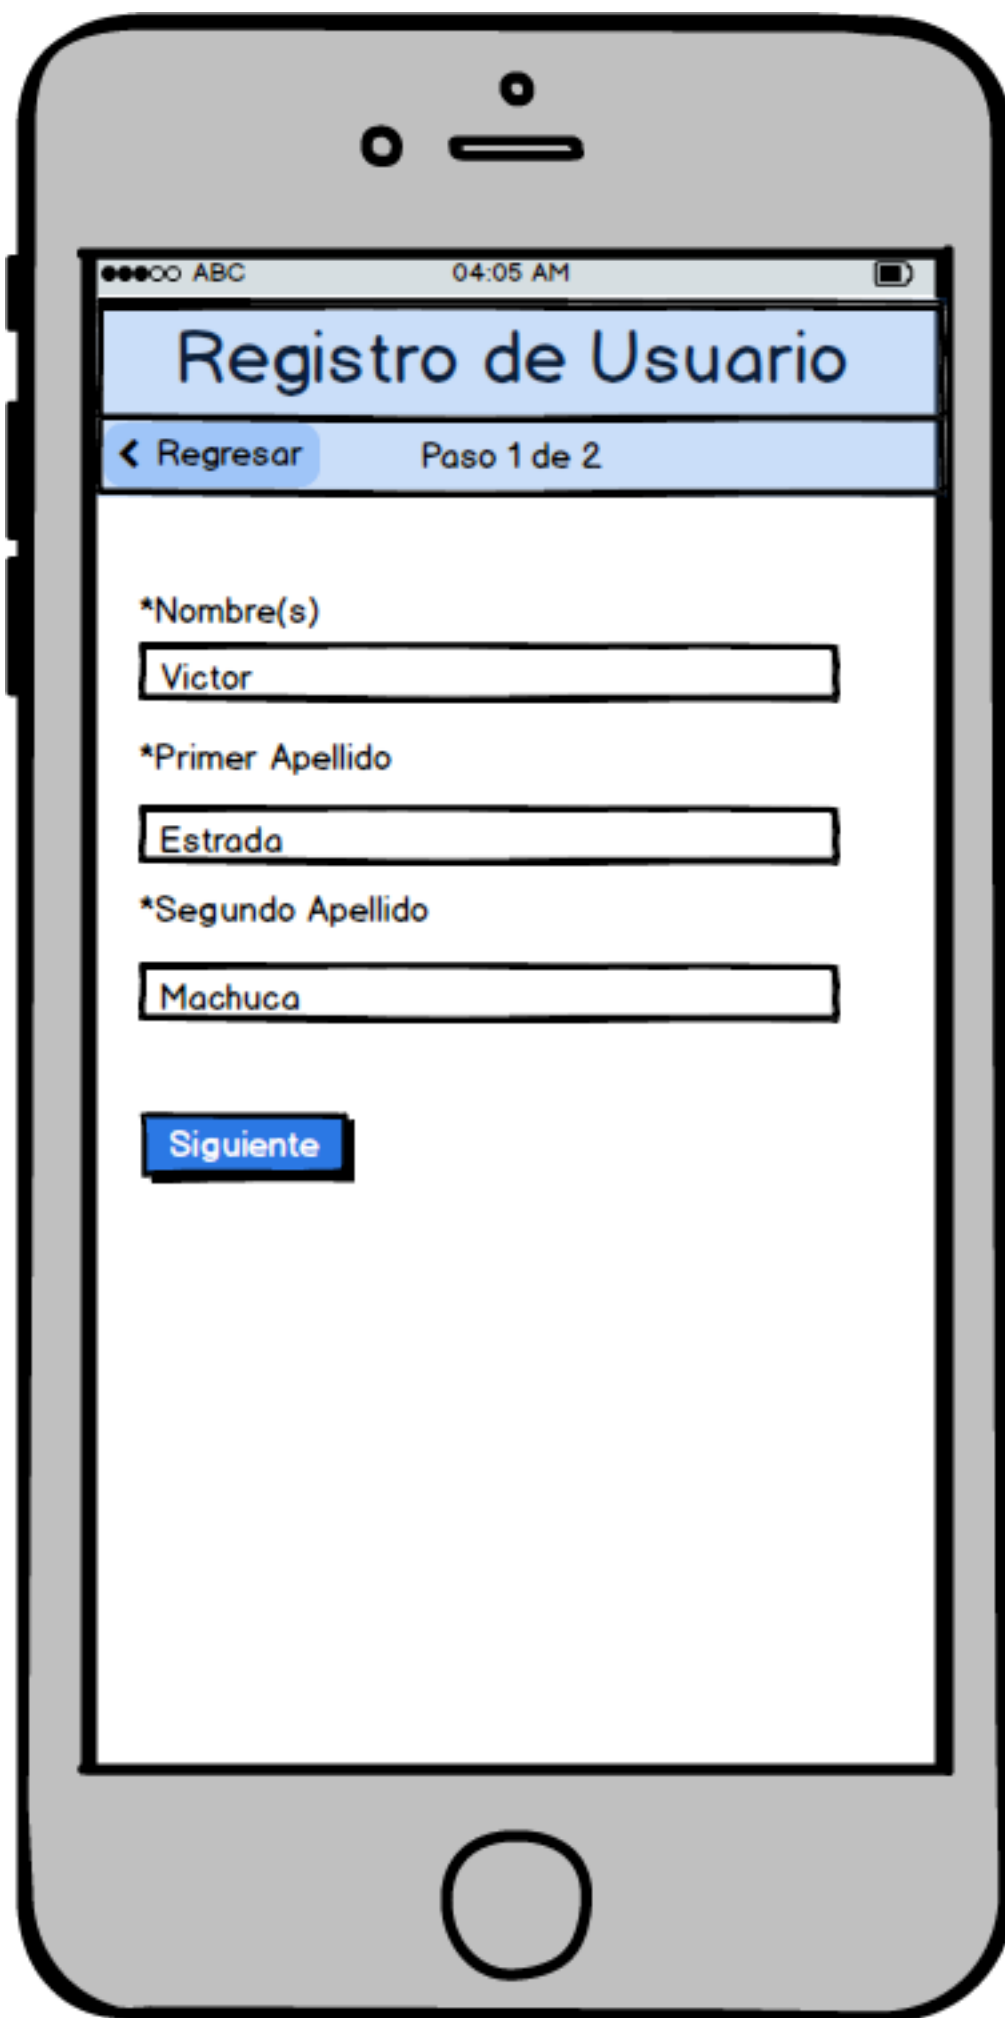 ABC 04:05 AM
Registro de Usuario
Regresar Paso 1 de 2
*Nombre(s)
Victor
*Primer Apellido
Estrada
*Segundo Apellido
Machuca
Siguiente